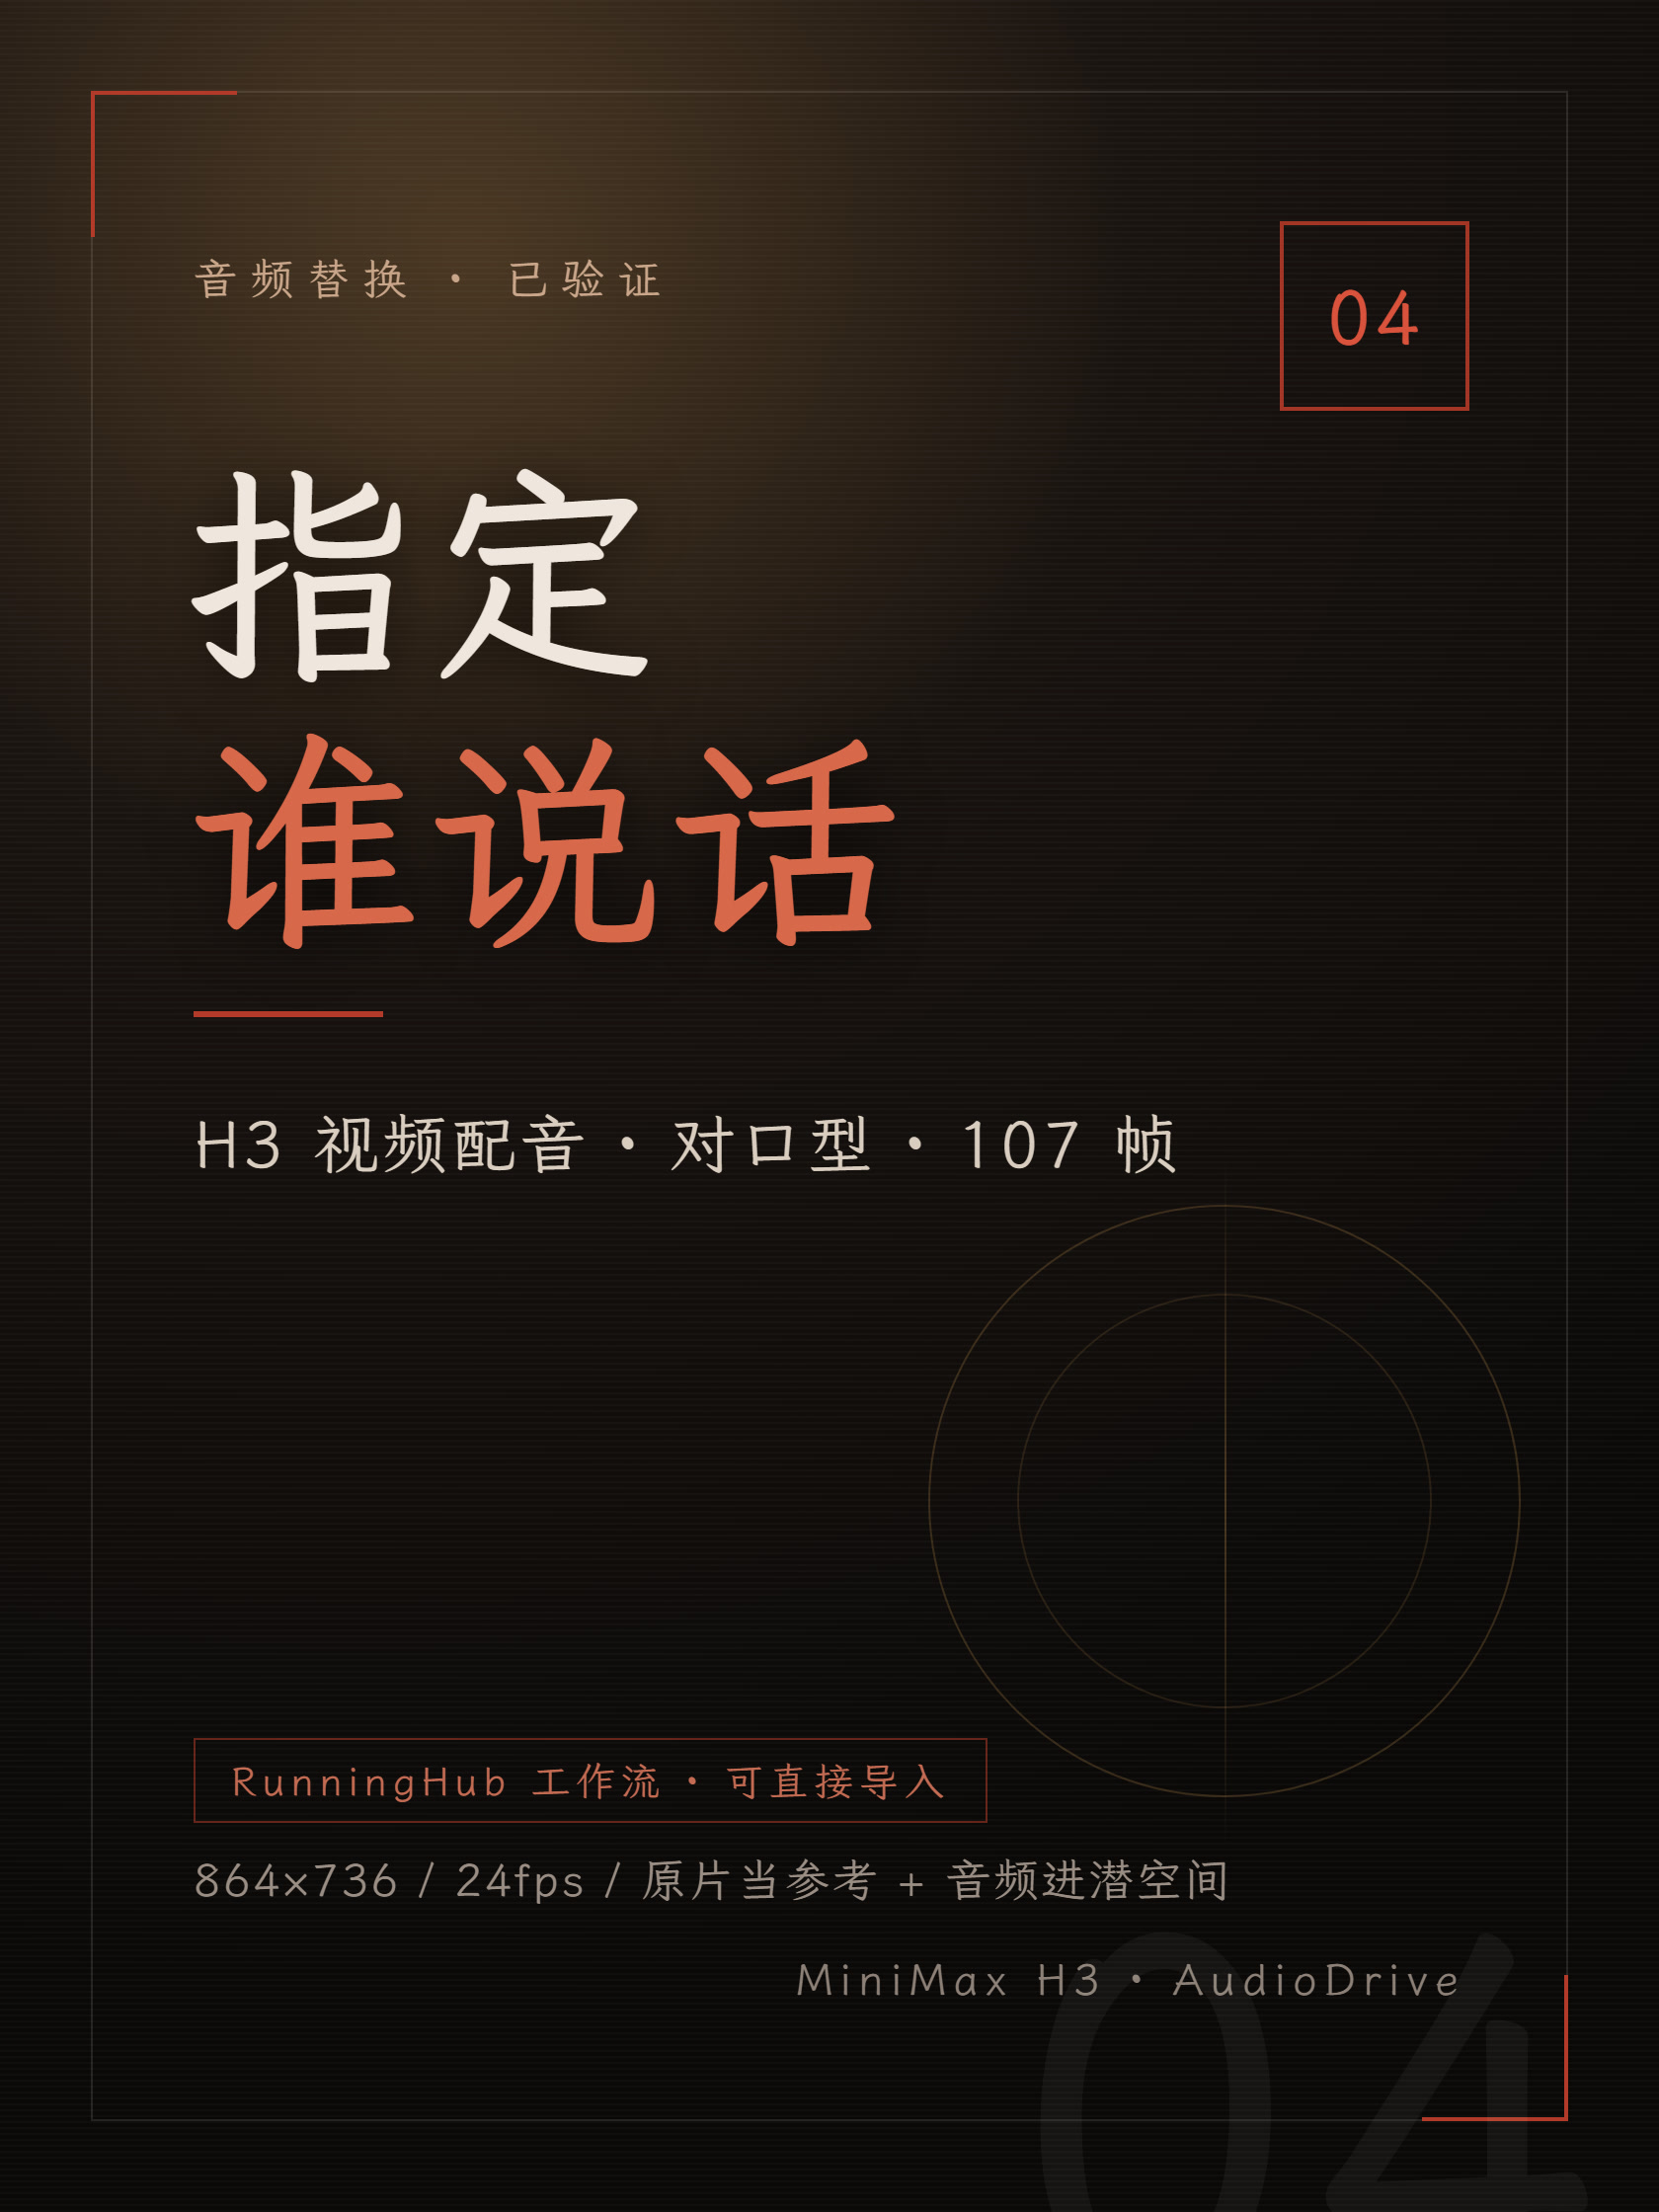 音频替换 · 已验证
04
指定
谁说话
H3 视频配音 · 对口型 · 107 帧
RunningHub 工作流 · 可直接导入
864×736 / 24fps / 原片当参考 + 音频进潜空间
MiniMax H3 · AudioDrive
04